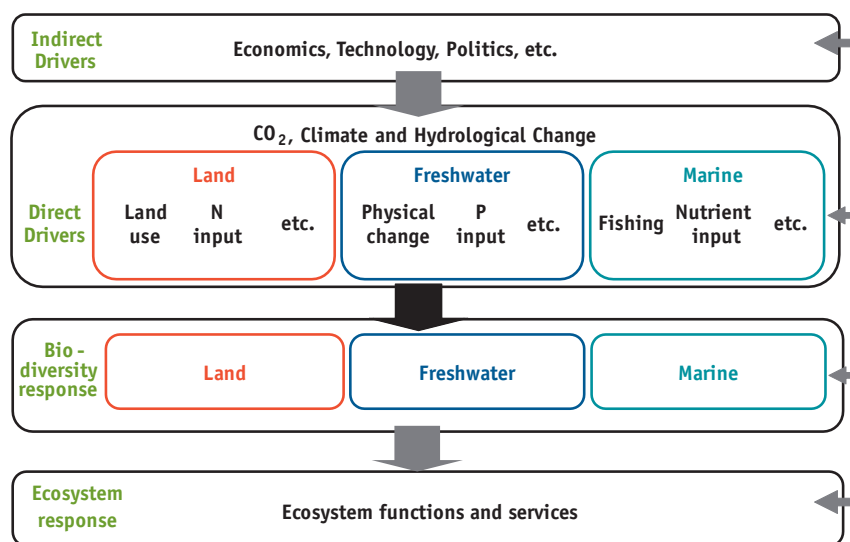 Indirect
Drivers
Economics, Technology, Politics, etc.
CO₂, Climate and Hydrological Change
Direct
Drivers
Land
Land
use
N
input
etc.
Freshwater
Physical
change
P
input
etc.
Marine
Fishing
Nutrient
input
etc.
Bio -
diversity
response
Land
Freshwater
Marine
Ecosystem
response
Ecosystem functions and services